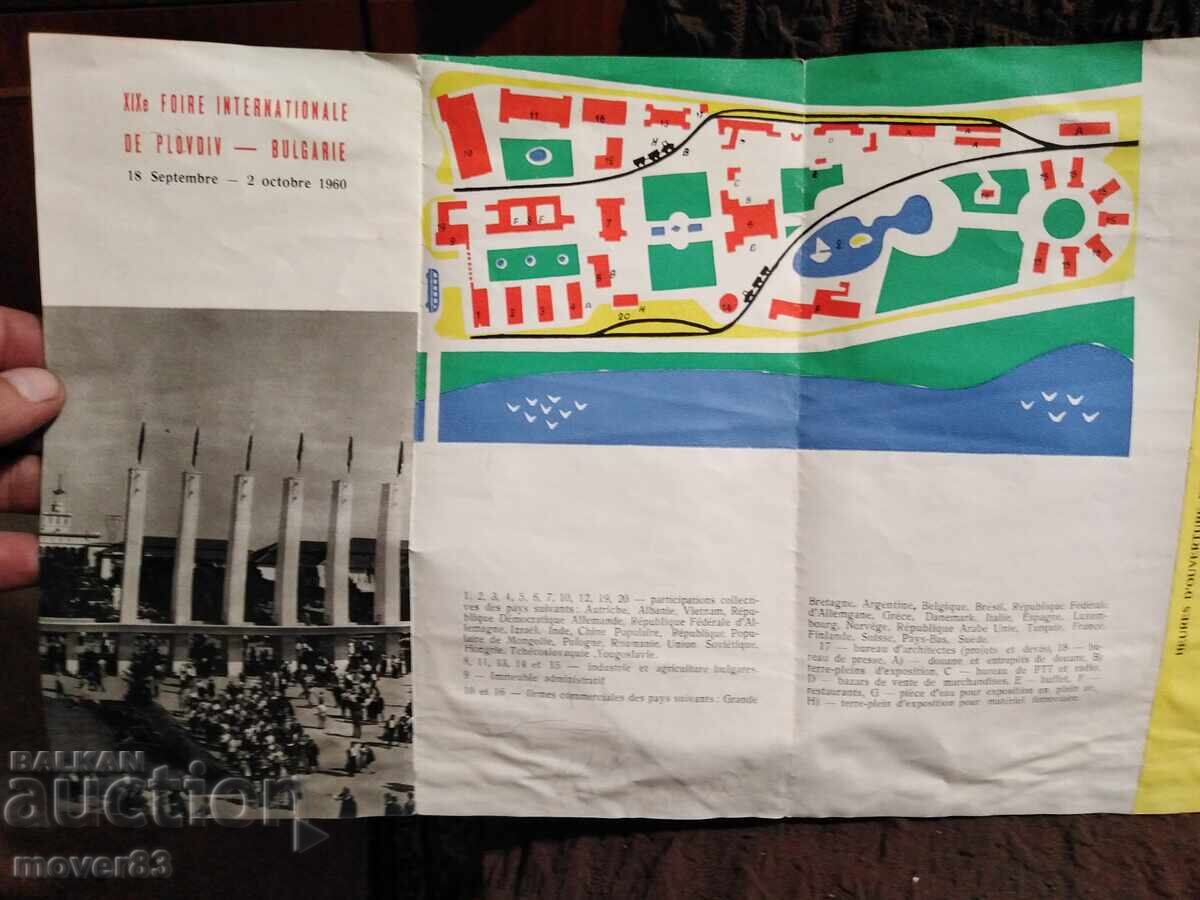 XIXe FOIRE INTERNATIONALE
DE PLOVDIV — BULGARIE
18 Septembre — 2 octobre 1960
1, 2, 3, 4, 5, 6, 7, 10, 12, 19, 20 — participations collecti-
ves des pays suivants: Autriche, Albanie, Vietnam, Répu-
blique Démocratique Allemande, République Fédérale d'Al-
lemagne, Izraël, Inde, Chine Populaire, République Popu-
laire de Mongolie, Pologne, Roumanie, Union Soviétique,
Hongrie, Tchécoslovaquie, Yougoslavie.
8, 11, 13, 14 et 15 — industrie et agriculture bulgares
9 — Immeuble administratif
16 et 16 — firmes commerciales des pays suivants: Grande
Bretagne, Argentine, Belgique, Brésil, République Fédérale
d'Allemgane, Grèce, Danemark, Italie, Espagne, Luxem-
bourg, Norvège, République Arabe Unie, Turquie, France,
Finlande, Suisse, Pays-Bas, Suède.
17 — bureau d'architectes (projets et devis), 18 — bu-
reau de presse, A) — douane et entrepôts de douane, B)
terre-pleins d'exposition, C bureau de PTT et radio,
D — bazars de vente de marchandises, E — buffet, F —
restaurants, G — pièce d'eau pour exposition en plein air,
H) — terre-plein d'exposition pour matériel ferroviaire.
HEURES D'OUVERTURE
BALKAN
auction
mover83